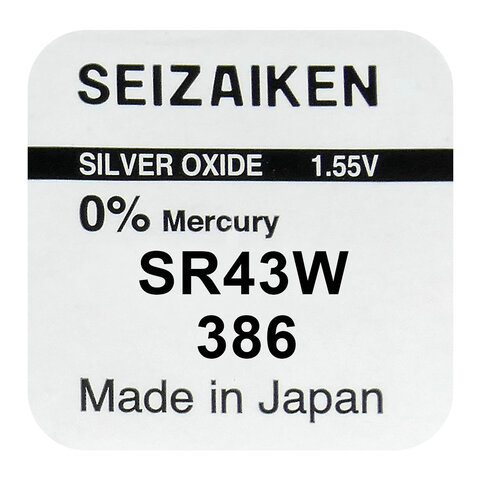 SEIZAIKEN
SILVER OXIDE 1.55V
0% Mercury
SR43W
386
Made in Japan